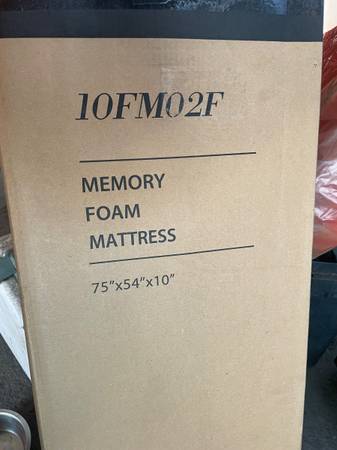 10FM02F
MEMORY
FOAM
MATTRESS
75”x54”x10”